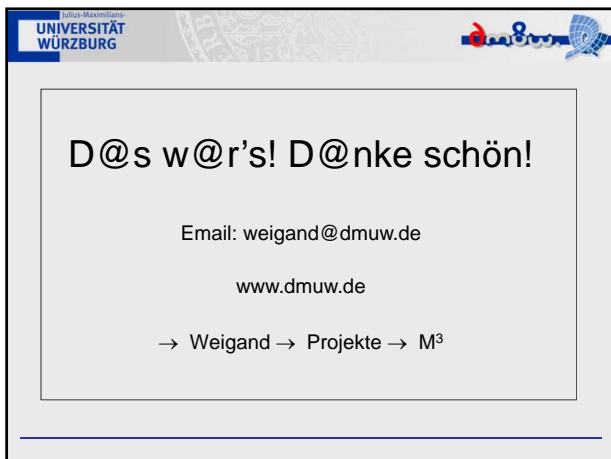 Julius-Maximilians-
UNIVERSITÄT
WÜRZBURG
D@s w@r's! D@nke schön!
Email: weigand@dmuw.de
www.dmuw.de
→ Weigand → Projekte → M³